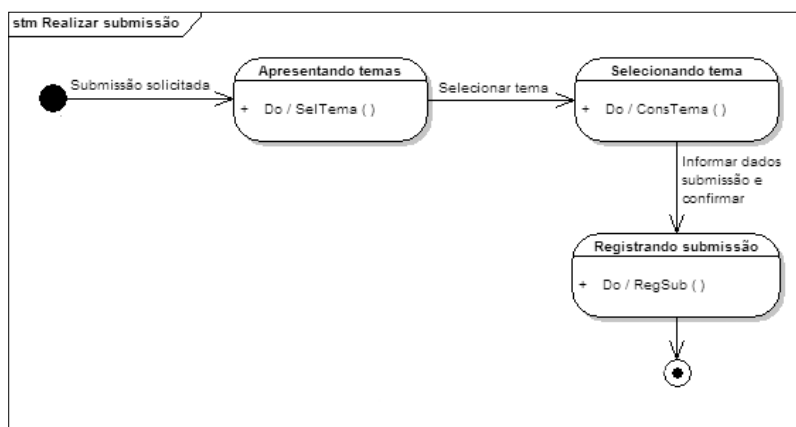 stm Realizar submissão
Submissão solicitada
Apresentando temas
+ Do / SelTema ( )
Selecionar tema
Selecionando tema
+ Do / ConsTema ( )
Informar dados
submissão e
confirmar
Registrando submissão
+ Do / RegSub ( )